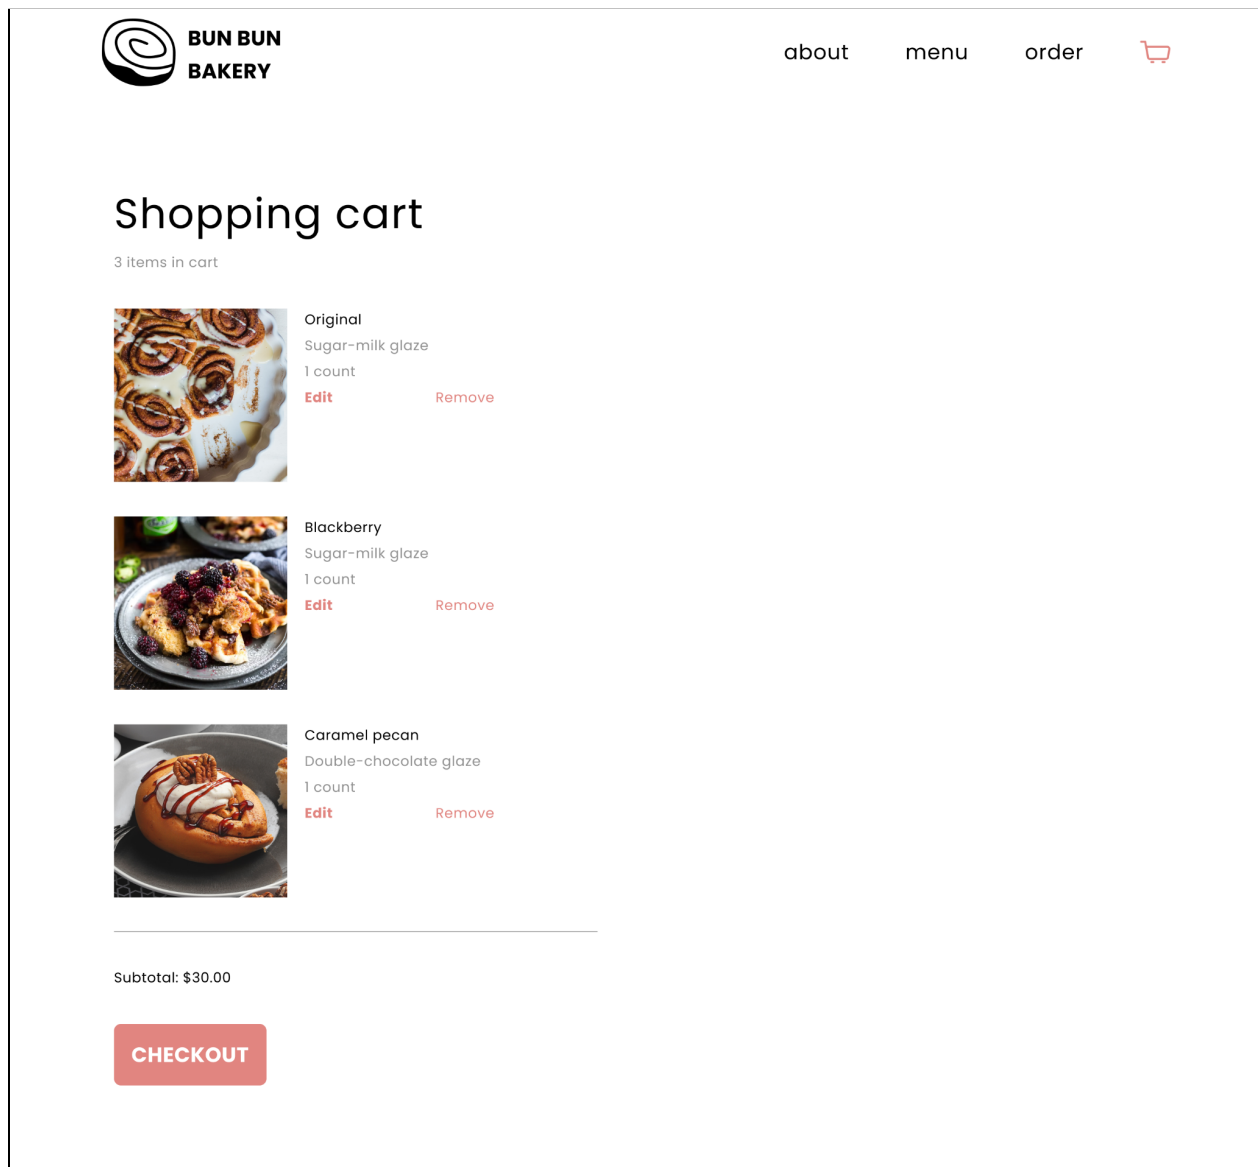 BUN BUN
BAKERY
about menu order
Shopping cart
3 items in cart
Original
Sugar-milk glaze
1 count
Edit Remove
Blackberry
Sugar-milk glaze
1 count
Edit Remove
Caramel pecan
Double-chocolate glaze
1 count
Edit Remove
Subtotal: $30.00
CHECKOUT